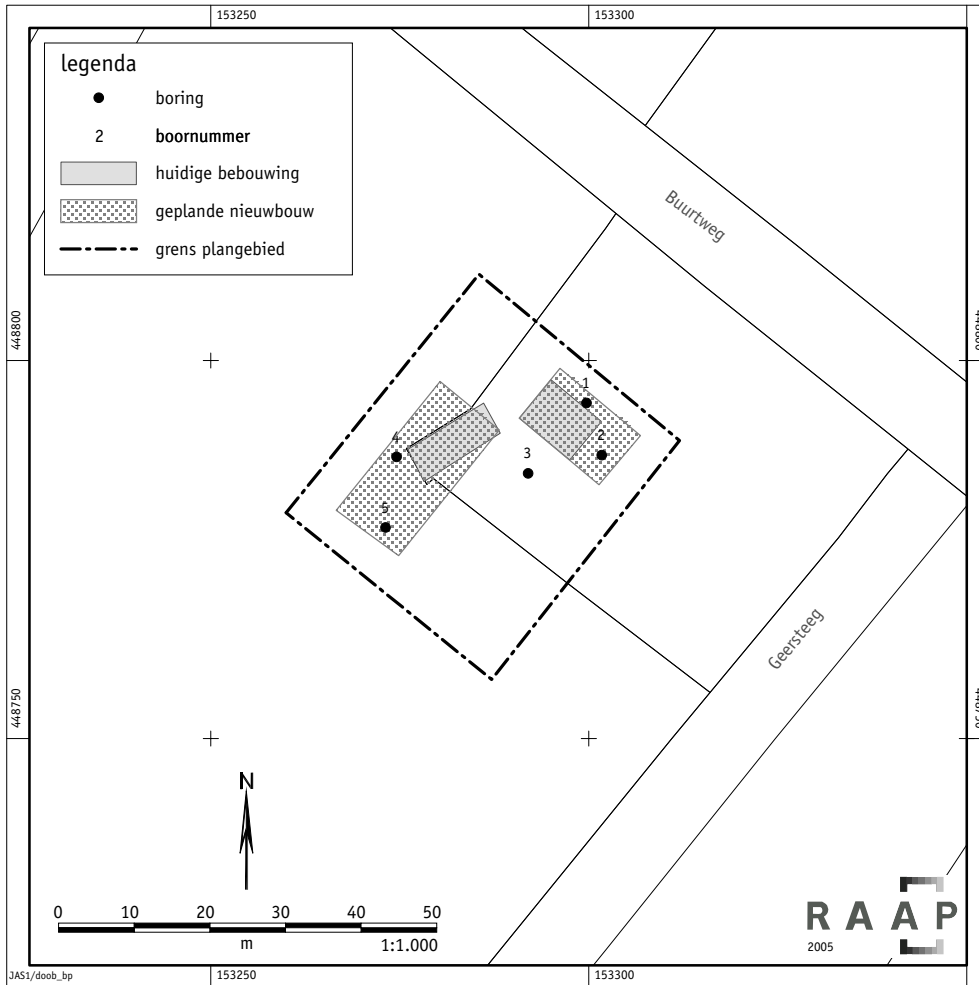 153250
153300
legenda
boring
2
boornummer
huidige bebouwing
geplande nieuwbouw
grens plangebied
Buurtweg
448800
448800
1
2
3
4
5
Geersteeg
448750
N
0 10 20 30 40 50
m
1:1.000
RAAP
2005
JAS1/doob_bp
153250
153300